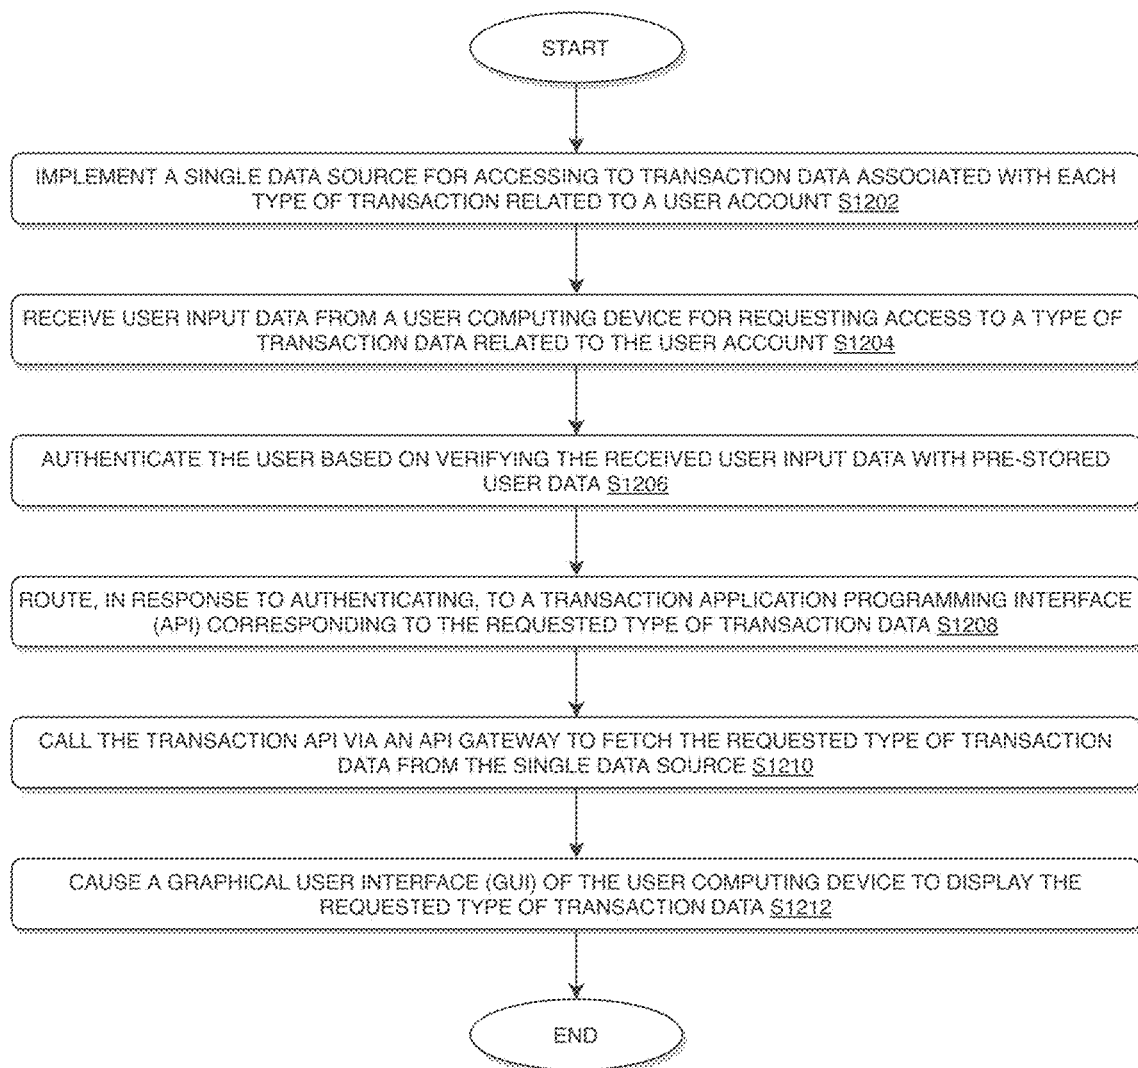 START
IMPLEMENT A SINGLE DATA SOURCE FOR ACCESSING TO TRANSACTION DATA ASSOCIATED WITH EACH
TYPE OF TRANSACTION RELATED TO A USER ACCOUNT S1202
RECEIVE USER INPUT DATA FROM A USER COMPUTING DEVICE FOR REQUESTING ACCESS TO A TYPE OF
TRANSACTION DATA RELATED TO THE USER ACCOUNT S1204
AUTHENTICATE THE USER BASED ON VERIFYING THE RECEIVED USER INPUT DATA WITH PRE-STORED
USER DATA S1206
ROUTE, IN RESPONSE TO AUTHENTICATING, TO A TRANSACTION APPLICATION PROGRAMMING INTERFACE
(API) CORRESPONDING TO THE REQUESTED TYPE OF TRANSACTION DATA S1208
CALL THE TRANSACTION API VIA AN API GATEWAY TO FETCH THE REQUESTED TYPE OF TRANSACTION
DATA FROM THE SINGLE DATA SOURCE S1210
CAUSE A GRAPHICAL USER INTERFACE (GUI) OF THE USER COMPUTING DEVICE TO DISPLAY THE
REQUESTED TYPE OF TRANSACTION DATA S1212
END